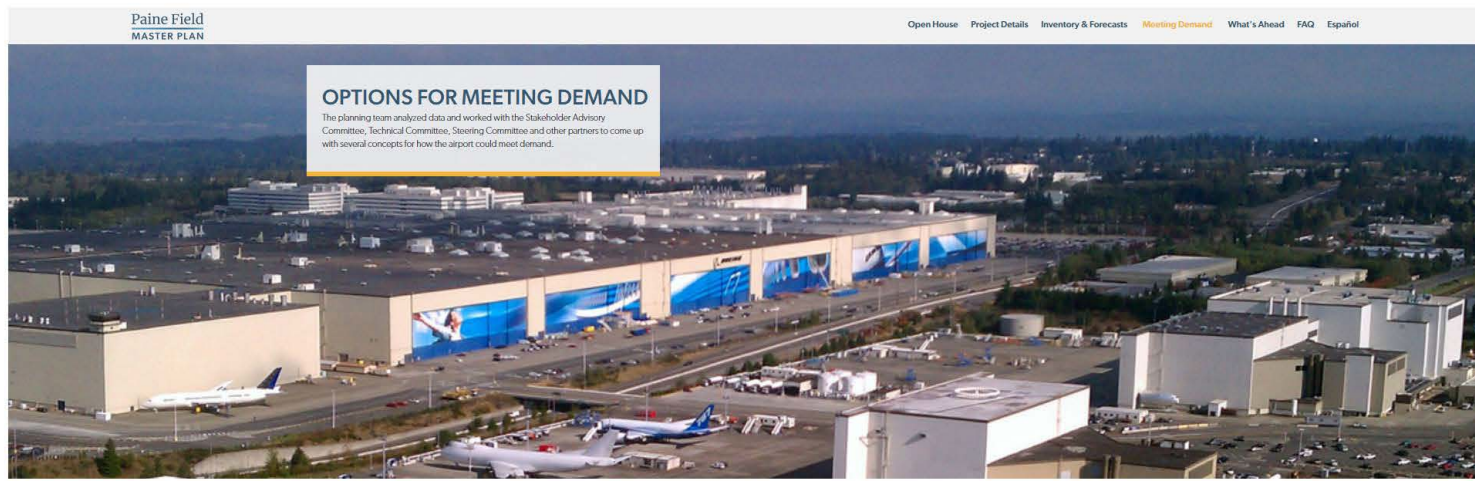 Paine Field
MASTER PLAN
Open House Project Details Inventory & Forecasts Meeting Demand What's Ahead FAQ Español
OPTIONS FOR MEETING DEMAND
The planning team analyzed data and worked with the Stakeholder Advisory
Committee, Technical Committee, Steering Committee and other partners to come up
with several concepts for how the airport could meet demand.
BOEING